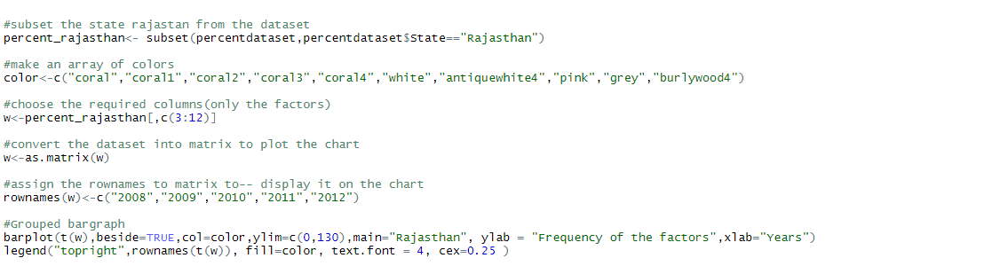 #subset the state rajastan from the dataset
percent_rajasthan<- subset(percentdataset,percentdataset$State=="Rajasthan")
#make an array of colors
color<-c("coral","coral1","coral2","coral3","coral4","white","antiquewhite4","pink","grey","burlywood4")
#choose the required columns(only the factors)
w<-percent_rajasthan[,c(3:12)]
#convert the dataset into matrix to plot the chart
w<-as.matrix(w)
#assign the rownames to matrix to-- display it on the chart
rownames(w)<-c("2008","2009","2010","2011","2012")
#Grouped bargraph
barplot(t(w),beside=TRUE,col=color,ylim=c(0,130),main="Rajasthan", ylab = "Frequency of the factors",xlab="Years")
legend("topright",rownames(t(w)), fill=color, text.font = 4, cex=0.25 )